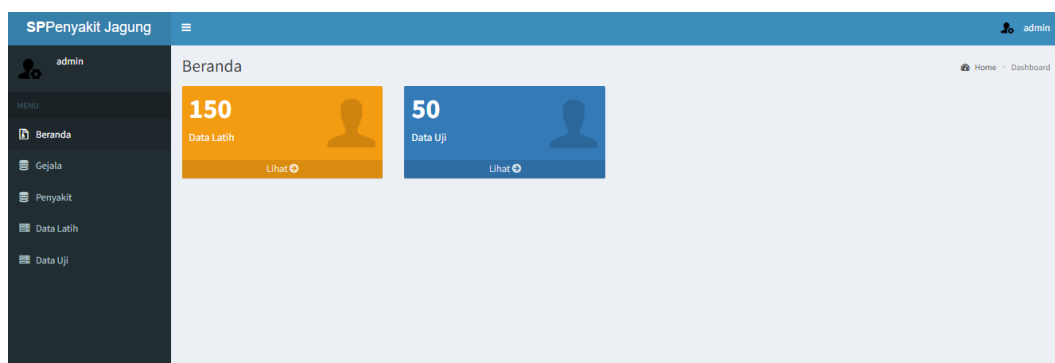 SPPenyakit Jagung
admin
admin
MENU
Beranda
Gejala
Penyakit
Data Latih
Data Uji
Beranda
Home > Dashboard
150
Data Latih
Lihat
50
Data Uji
Lihat